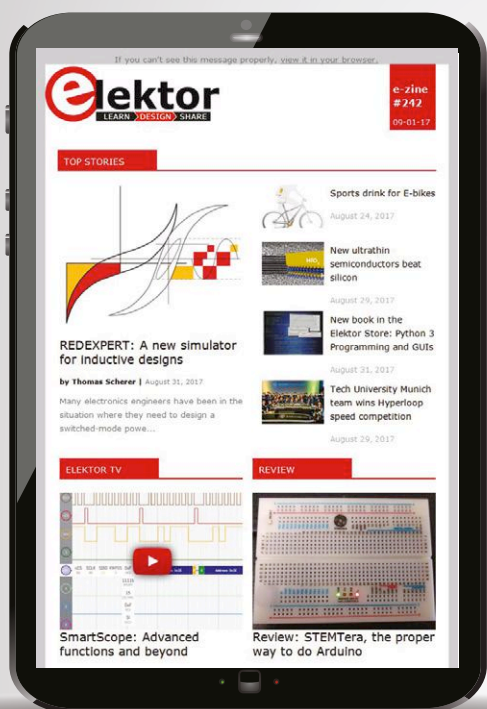 If you can't see this message properly, view it in your browser.
elektor
LEARN DESIGN SHARE
e-zine
#242
09-01-17
TOP STORIES
REDEXPERT: A new simulator
for inductive designs
by Thomas Scherer | August 31, 2017
Many electronics engineers have been in the
situation where they need to design a
switched-mode powe...
Sports drink for E-bikes
August 24, 2017
New ultrathin
semiconductors beat
silicon
August 29, 2017
New book in the
Elektor Store: Python 3
Programming and GUIs
August 31, 2017
Tech University Munich
team wins Hyperloop
speed competition
August 29, 2017
ELEKTOR TV
SmartScope: Advanced
functions and beyond
REVIEW
Review: STEMTera, the proper
way to do Arduino